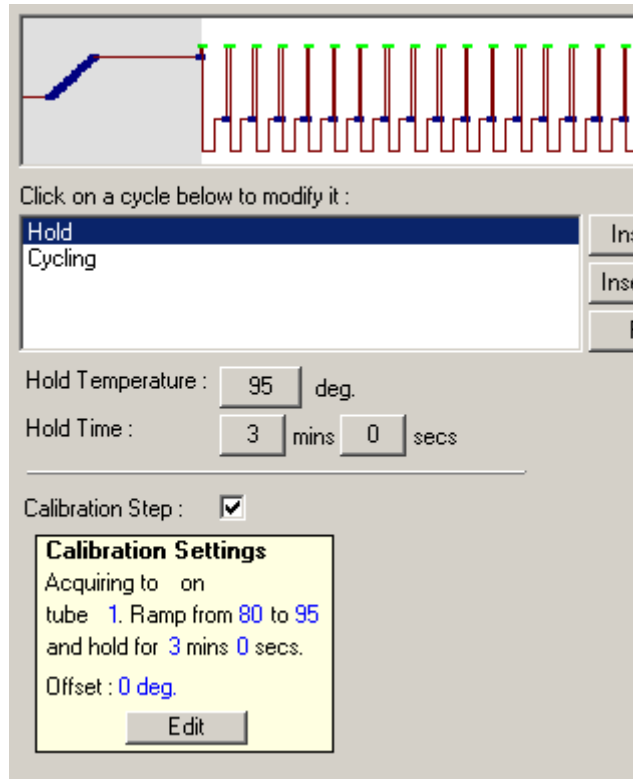 Click on a cycle below to modify it :
Hold
Cycling
Hold Temperature : 95 deg.
Hold Time : 3 mins 0 secs
Calibration Step :
Calibration Settings
Acquiring to on
tube 1. Ramp from 80 to 95
and hold for 3 mins 0 secs.
Offset : 0 deg.
Edit